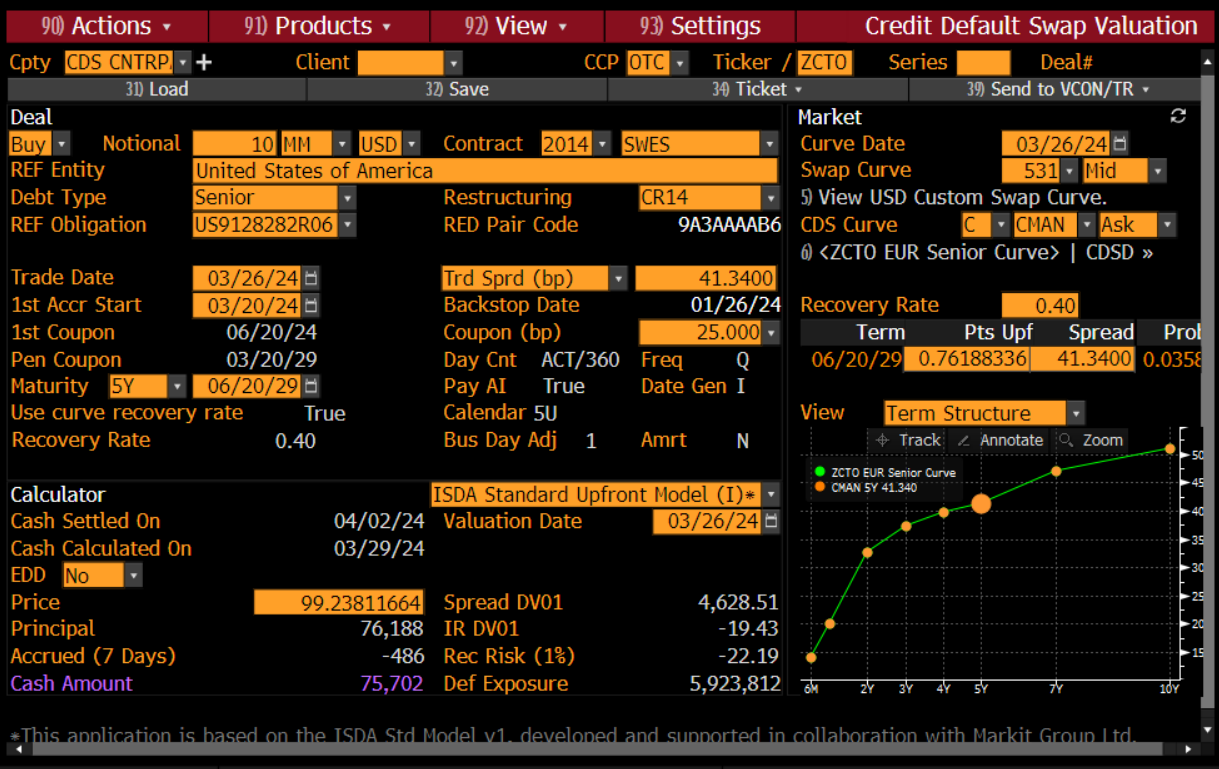 90) Actions 91) Products 92) View 93) Settings Credit Default Swap Valuation
Cpty CDS CNTRP Client CCP OTC Ticker / ZCTO Series Deal#
31) Load 32) Save 34) Ticket 39) Send to VCON/TR
Deal
Buy Notional 10 MM USD Contract 2014 SWES
REF Entity United States of America
Debt Type Senior Restructuring CR14
REF Obligation US9128282R06 RED Pair Code 9A3AAAAB6
Trade Date 03/26/24 Trd Sprd (bp) 41.3400
1st Accr Start 03/20/24 Backstop Date 01/26/24
1st Coupon 06/20/24 Coupon (bp) 25.000
Pen Coupon 03/20/29 Day Cnt ACT/360 Freq Q
Maturity 5Y 06/20/29 Pay AI True Date Gen I
Use curve recovery rate True Calendar 5U
Recovery Rate 0.40 Bus Day Adj 1 Amrt N
Market
Curve Date 03/26/24
Swap Curve 531 Mid
5) View USD Custom Swap Curve.
CDS Curve C CMAN Ask
6) <ZCTO EUR Senior Curve> | CDSD »
Recovery Rate 0.40
Term Pts Upf Spread Prob
06/20/29 0.76188336 41.3400 0.0358
View Term Structure
Track Annotate Zoom
ZCTO EUR Senior Curve
CMAN 5Y 41.340
50
45
40
35
30
25
20
15
6M 2Y 3Y 4Y 5Y 7Y 10Y
Calculator ISDA Standard Upfront Model (I)*
Cash Settled On 04/02/24 Valuation Date 03/26/24
Cash Calculated On 03/29/24
EDD No
Price 99.23811664 Spread DV01 4,628.51
Principal 76,188 IR DV01 -19.43
Accrued (7 Days) -486 Rec Risk (1%) -22.19
Cash Amount 75,702 Def Exposure 5,923,812
*This application is based on the ISDA Std Model v1, developed and supported in collaboration with Markit Group Ltd.